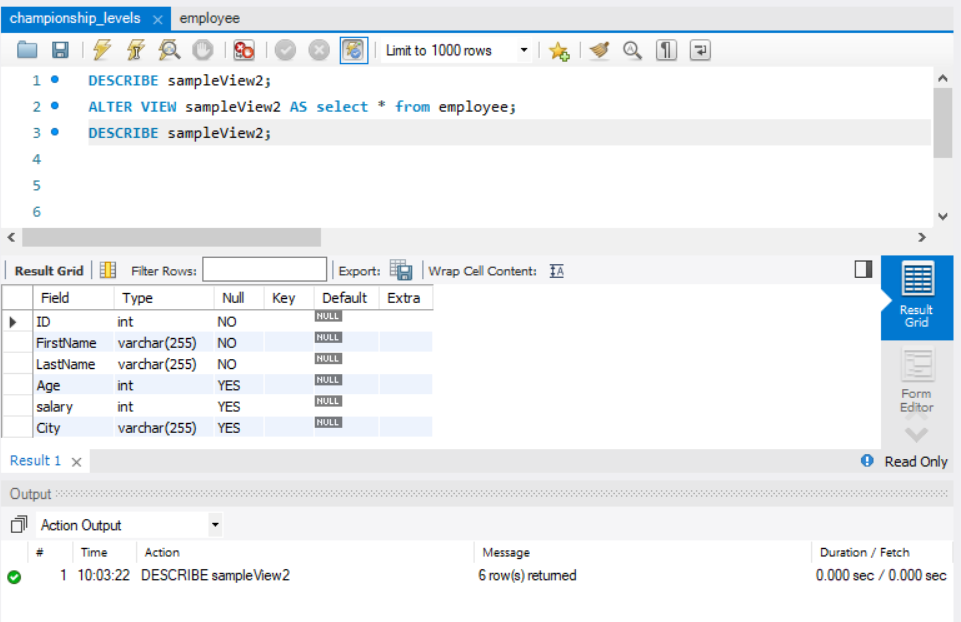 championship_levels × employee
Limit to 1000 rows
1 DESCRIBE sampleView2;
2 ALTER VIEW sampleView2 AS select * from employee;
3 DESCRIBE sampleView2;
4
5
6
Result Grid Filter Rows: Export: Wrap Cell Content: IA
Field Type Null Key Default Extra
ID int NO NULL
FirstName varchar(255) NO NULL
LastName varchar(255) NO NULL
Age int YES NULL
salary int YES NULL
City varchar(255) YES NULL
Result
Grid
Form
Editor
Result 1 × Read Only
Output
Action Output
# Time Action Message Duration / Fetch
1 10:03:22 DESCRIBE sampleView2 6 row(s) returned 0.000 sec / 0.000 sec